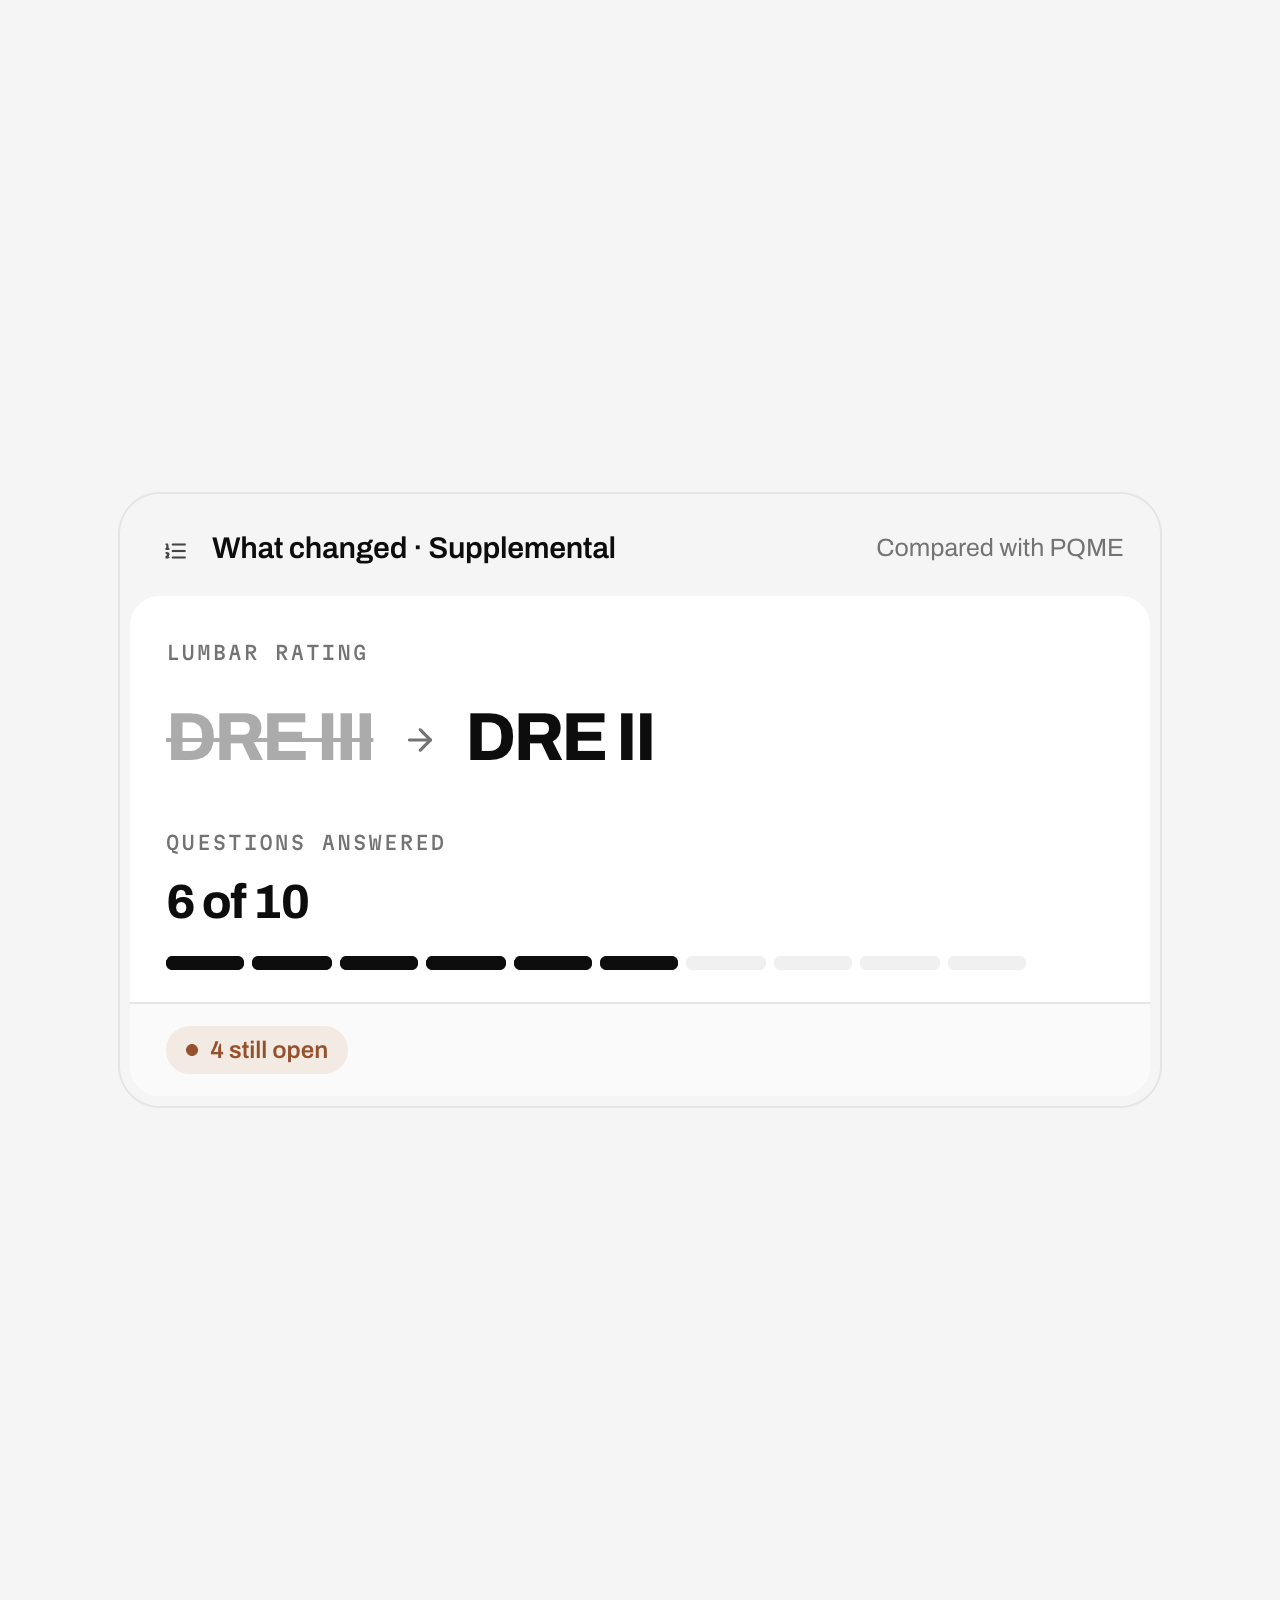 What changed · Supplemental
Compared with PQME
LUMBAR RATING
DRE III → DRE II
QUESTIONS ANSWERED
6 of 10
4 still open